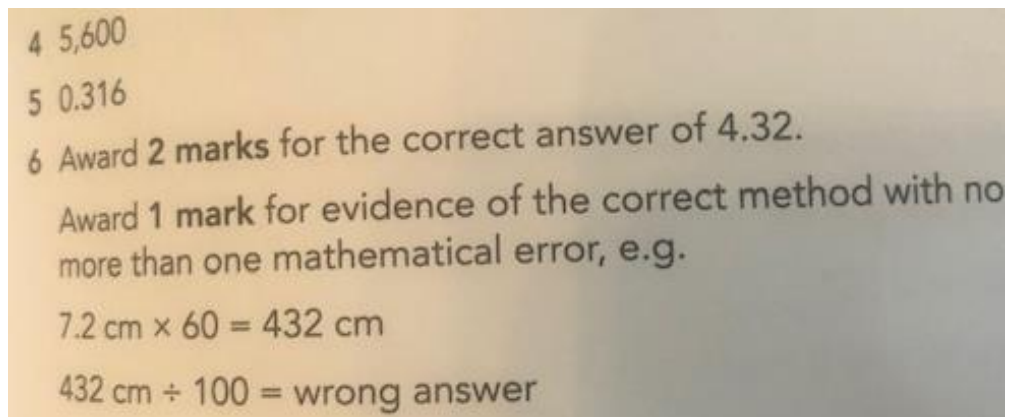 4 5,600
5 0.316
6 Award 2 marks for the correct answer of 4.32.
Award 1 mark for evidence of the correct method with no
more than one mathematical error, e.g.
7.2 cm × 60 = 432 cm
432 cm ÷ 100 = wrong answer